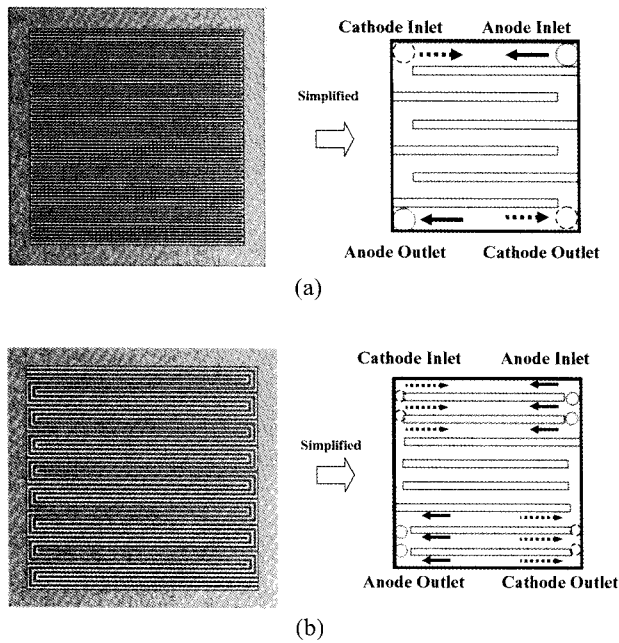 Cathode Inlet Anode Inlet
Simplified
Anode Outlet Cathode Outlet
(a)
Cathode Inlet Anode Inlet
Simplified
Anode Outlet Cathode Outlet
(b)